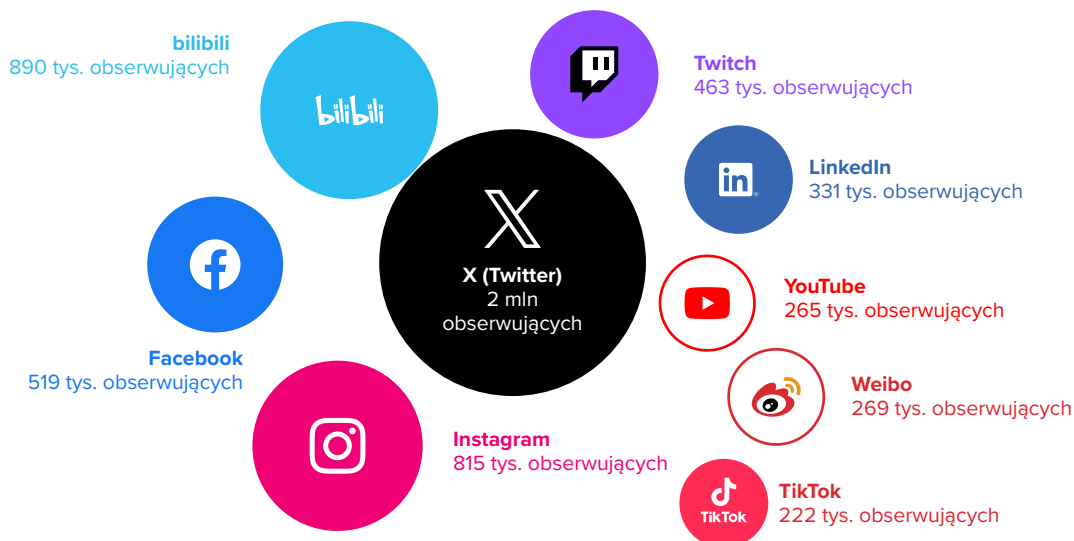 bilibili
890 tys. obserwujących
bilibili
Twitch
463 tys. obserwujących
in
LinkedIn
331 tys. obserwujących
X (Twitter)
2 mln
obserwujących
YouTube
265 tys. obserwujących
Facebook
519 tys. obserwujących
Weibo
269 tys. obserwujących
Instagram
815 tys. obserwujących
TikTok
TikTok
222 tys. obserwujących